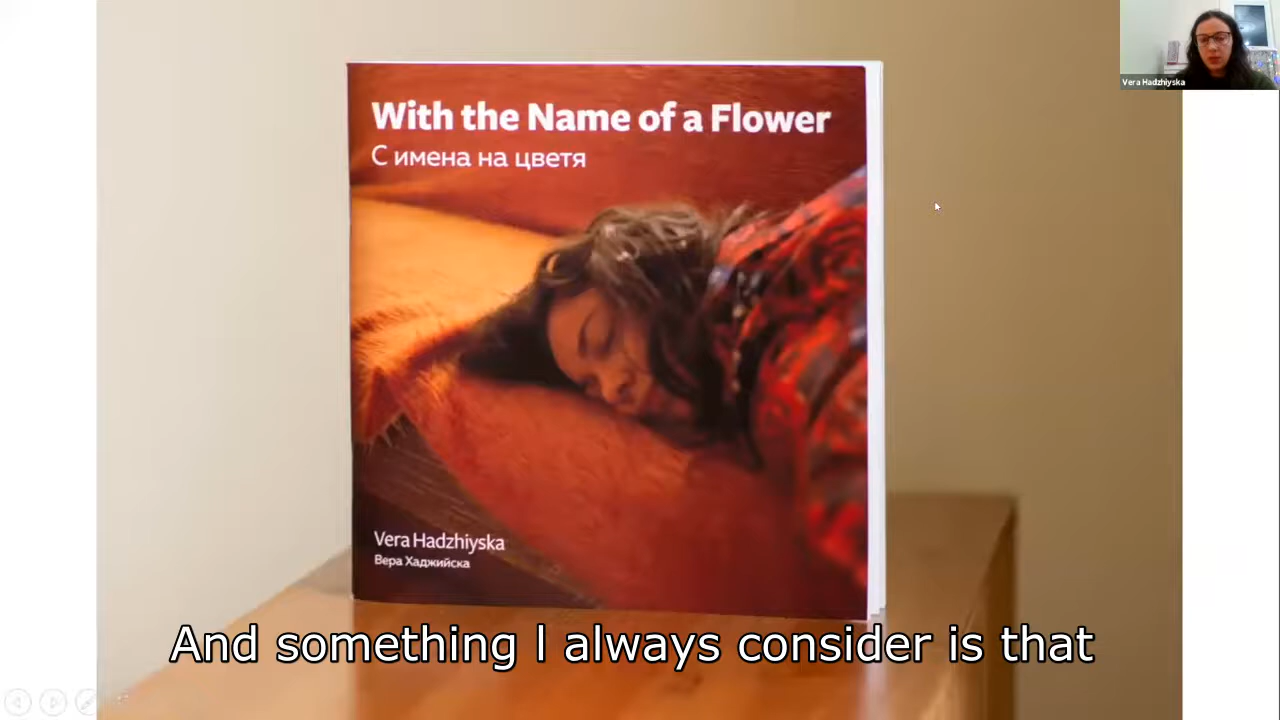 Vera Hadzhiyska
With the Name of a Flower
С имена на цветя
Vera Hadzhiyska
Вера Хаджийска
And something I always consider is that